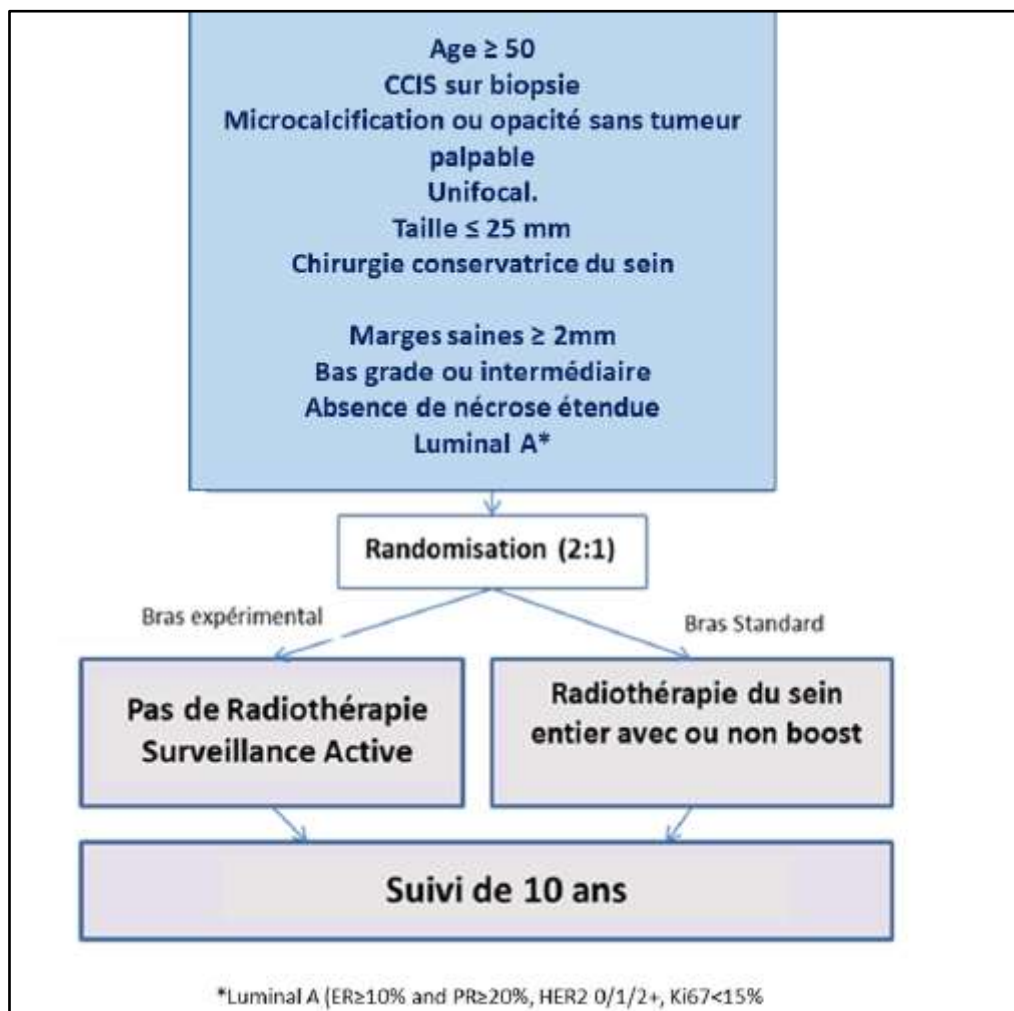 Age ≥ 50
CCIS sur biopsie
Microcalcification ou opacité sans tumeur
palpable
Unifocal.
Taille ≤ 25 mm
Chirurgie conservatrice du sein
Marges saines ≥ 2mm
Bas grade ou intermédiaire
Absence de nécrose étendue
Luminal A*
Randomisation (2:1)
Bras expérimental
Bras Standard
Pas de Radiothérapie
Surveillance Active
Radiothérapie du sein
entier avec ou non boost
Suivi de 10 ans
*Luminal A (ER≥10% and PR≥20%, HER2 0/1/2+, Ki67<15%